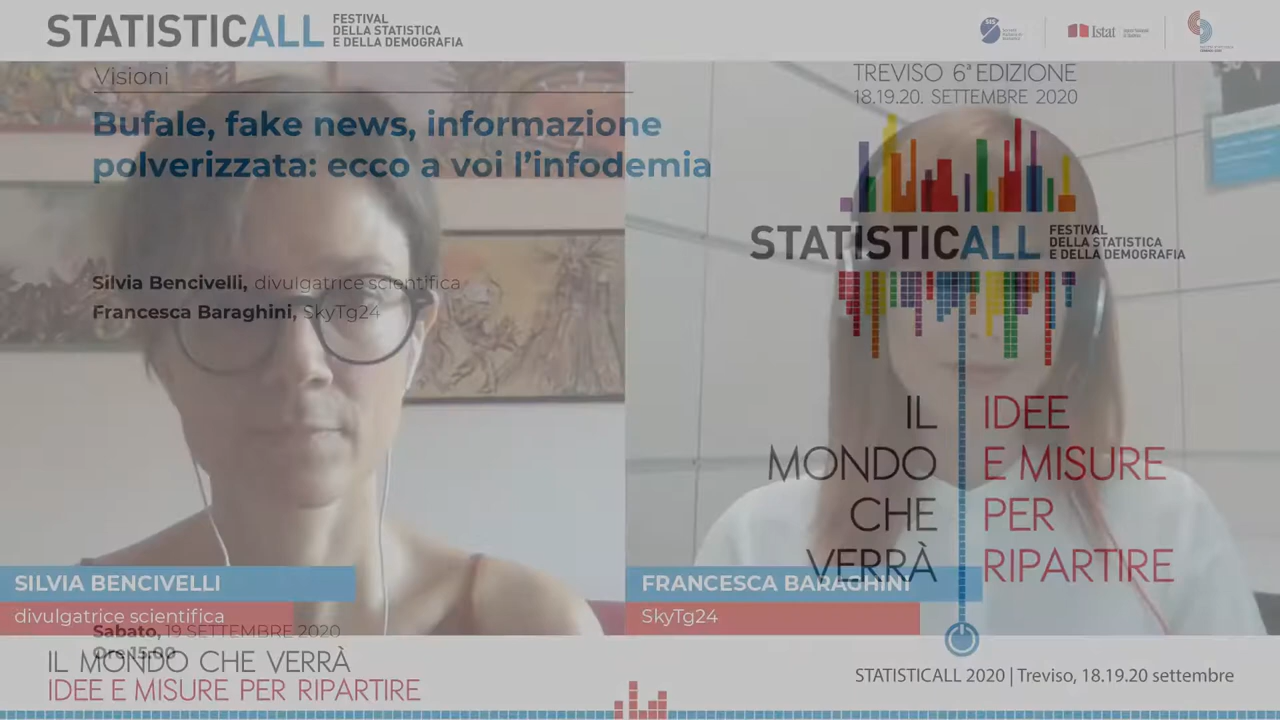 STATISTICALL
FESTIVAL
DELLA STATISTICA
E DELLA DEMOGRAFIA
SIS
Istat
Visioni
Bufale, fake news, informazione
polverizzata: ecco a voi l'infodemia
Silvia Bencivelli, divulgatrice scientifica
Francesca Baraghini, SkyTg24
TREVISO 6ª EDIZIONE
18.19.20. SETTEMBRE 2020
STATISTICALL
FESTIVAL
DELLA STATISTICA
E DELLA DEMOGRAFIA
IL
MONDO
CHE
VERRÀ
IDEE
E MISURE
PER
RIPARTIRE
SILVIA BENCIVELLI
divulgatrice scientifica
FRANCESCA BARAGHINI
SkyTg24
Sabato, 19 SETTEMBRE 2020
Ore 15.00
IL MONDO CHE VERRÀ
IDEE E MISURE PER RIPARTIRE
STATISTICALL 2020 | Treviso, 18.19.20 settembre